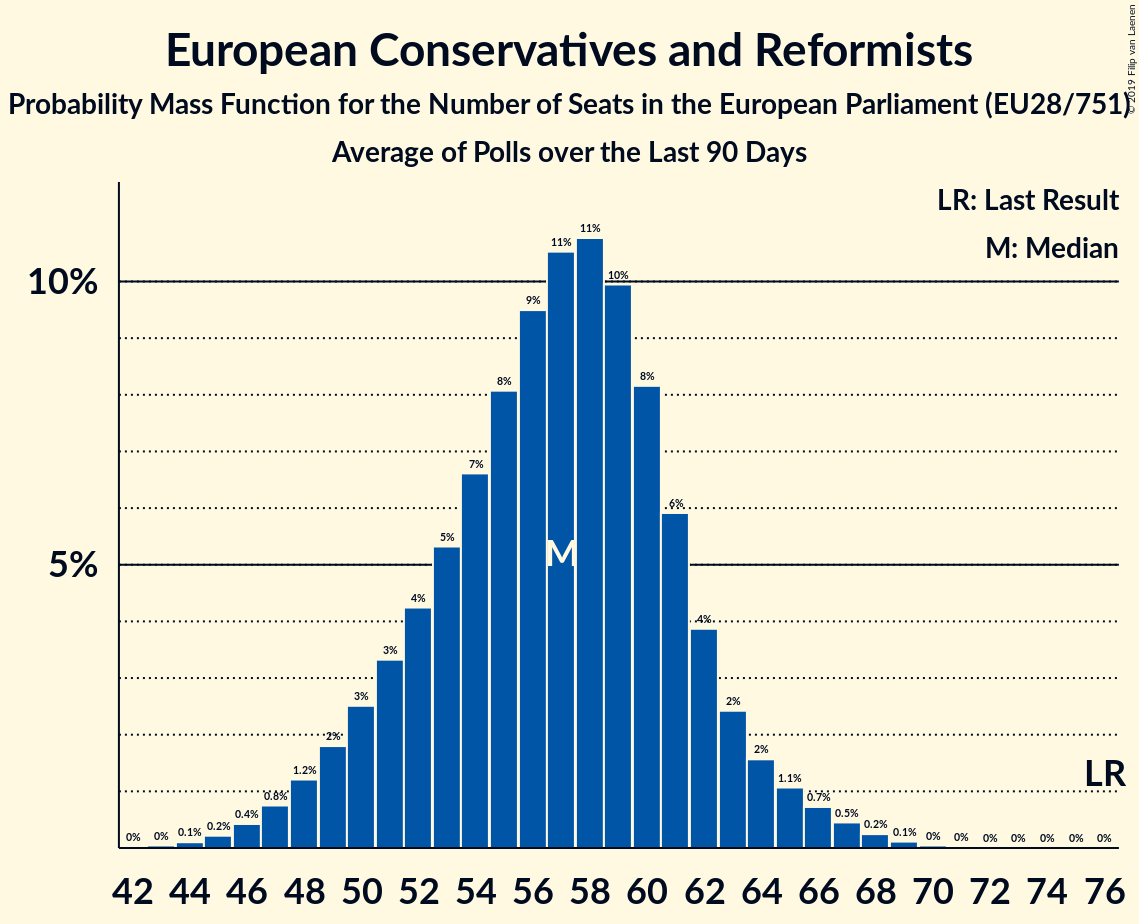 European Conservatives and Reformists
Probability Mass Function for the Number of Seats in the European Parliament (EU28/751)
Average of Polls over the Last 90 Days
© 2019 Filip van Laenen
LR: Last Result
M: Median
10%
5%
0% 0% 0.1% 0.2% 0.4% 0.8% 1.2% 2% 3% 3% 4% 5% 7% 8% 9% 11% 11% 10% 8% 6% 4% 2% 2% 1.1% 0.7% 0.5% 0.2% 0.1% 0% 0% 0% 0% 0% 0% 0%
M
LR
42 44 46 48 50 52 54 56 58 60 62 64 66 68 70 72 74 76